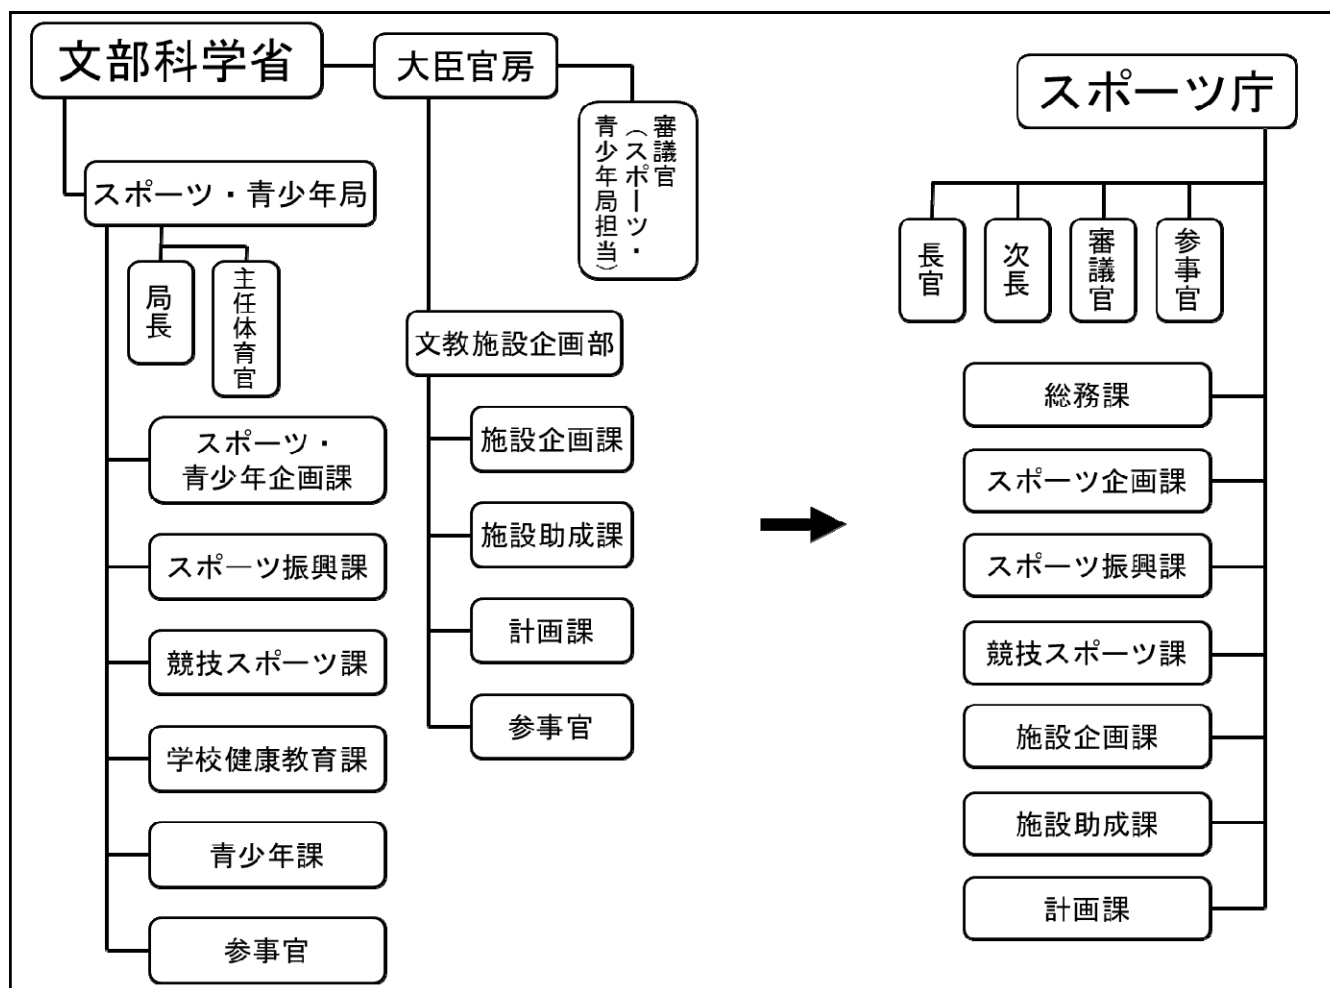 文部科学省
大臣官房
審議官
（スポーツ・
青少年局担当）
スポーツ・青少年局
局長
主任体育官
スポーツ・
青少年企画課
スポーツ振興課
競技スポーツ課
学校健康教育課
青少年課
参事官
文教施設企画部
施設企画課
施設助成課
計画課
参事官
スポーツ庁
長官
次長
審議官
参事官
総務課
スポーツ企画課
スポーツ振興課
競技スポーツ課
施設企画課
施設助成課
計画課